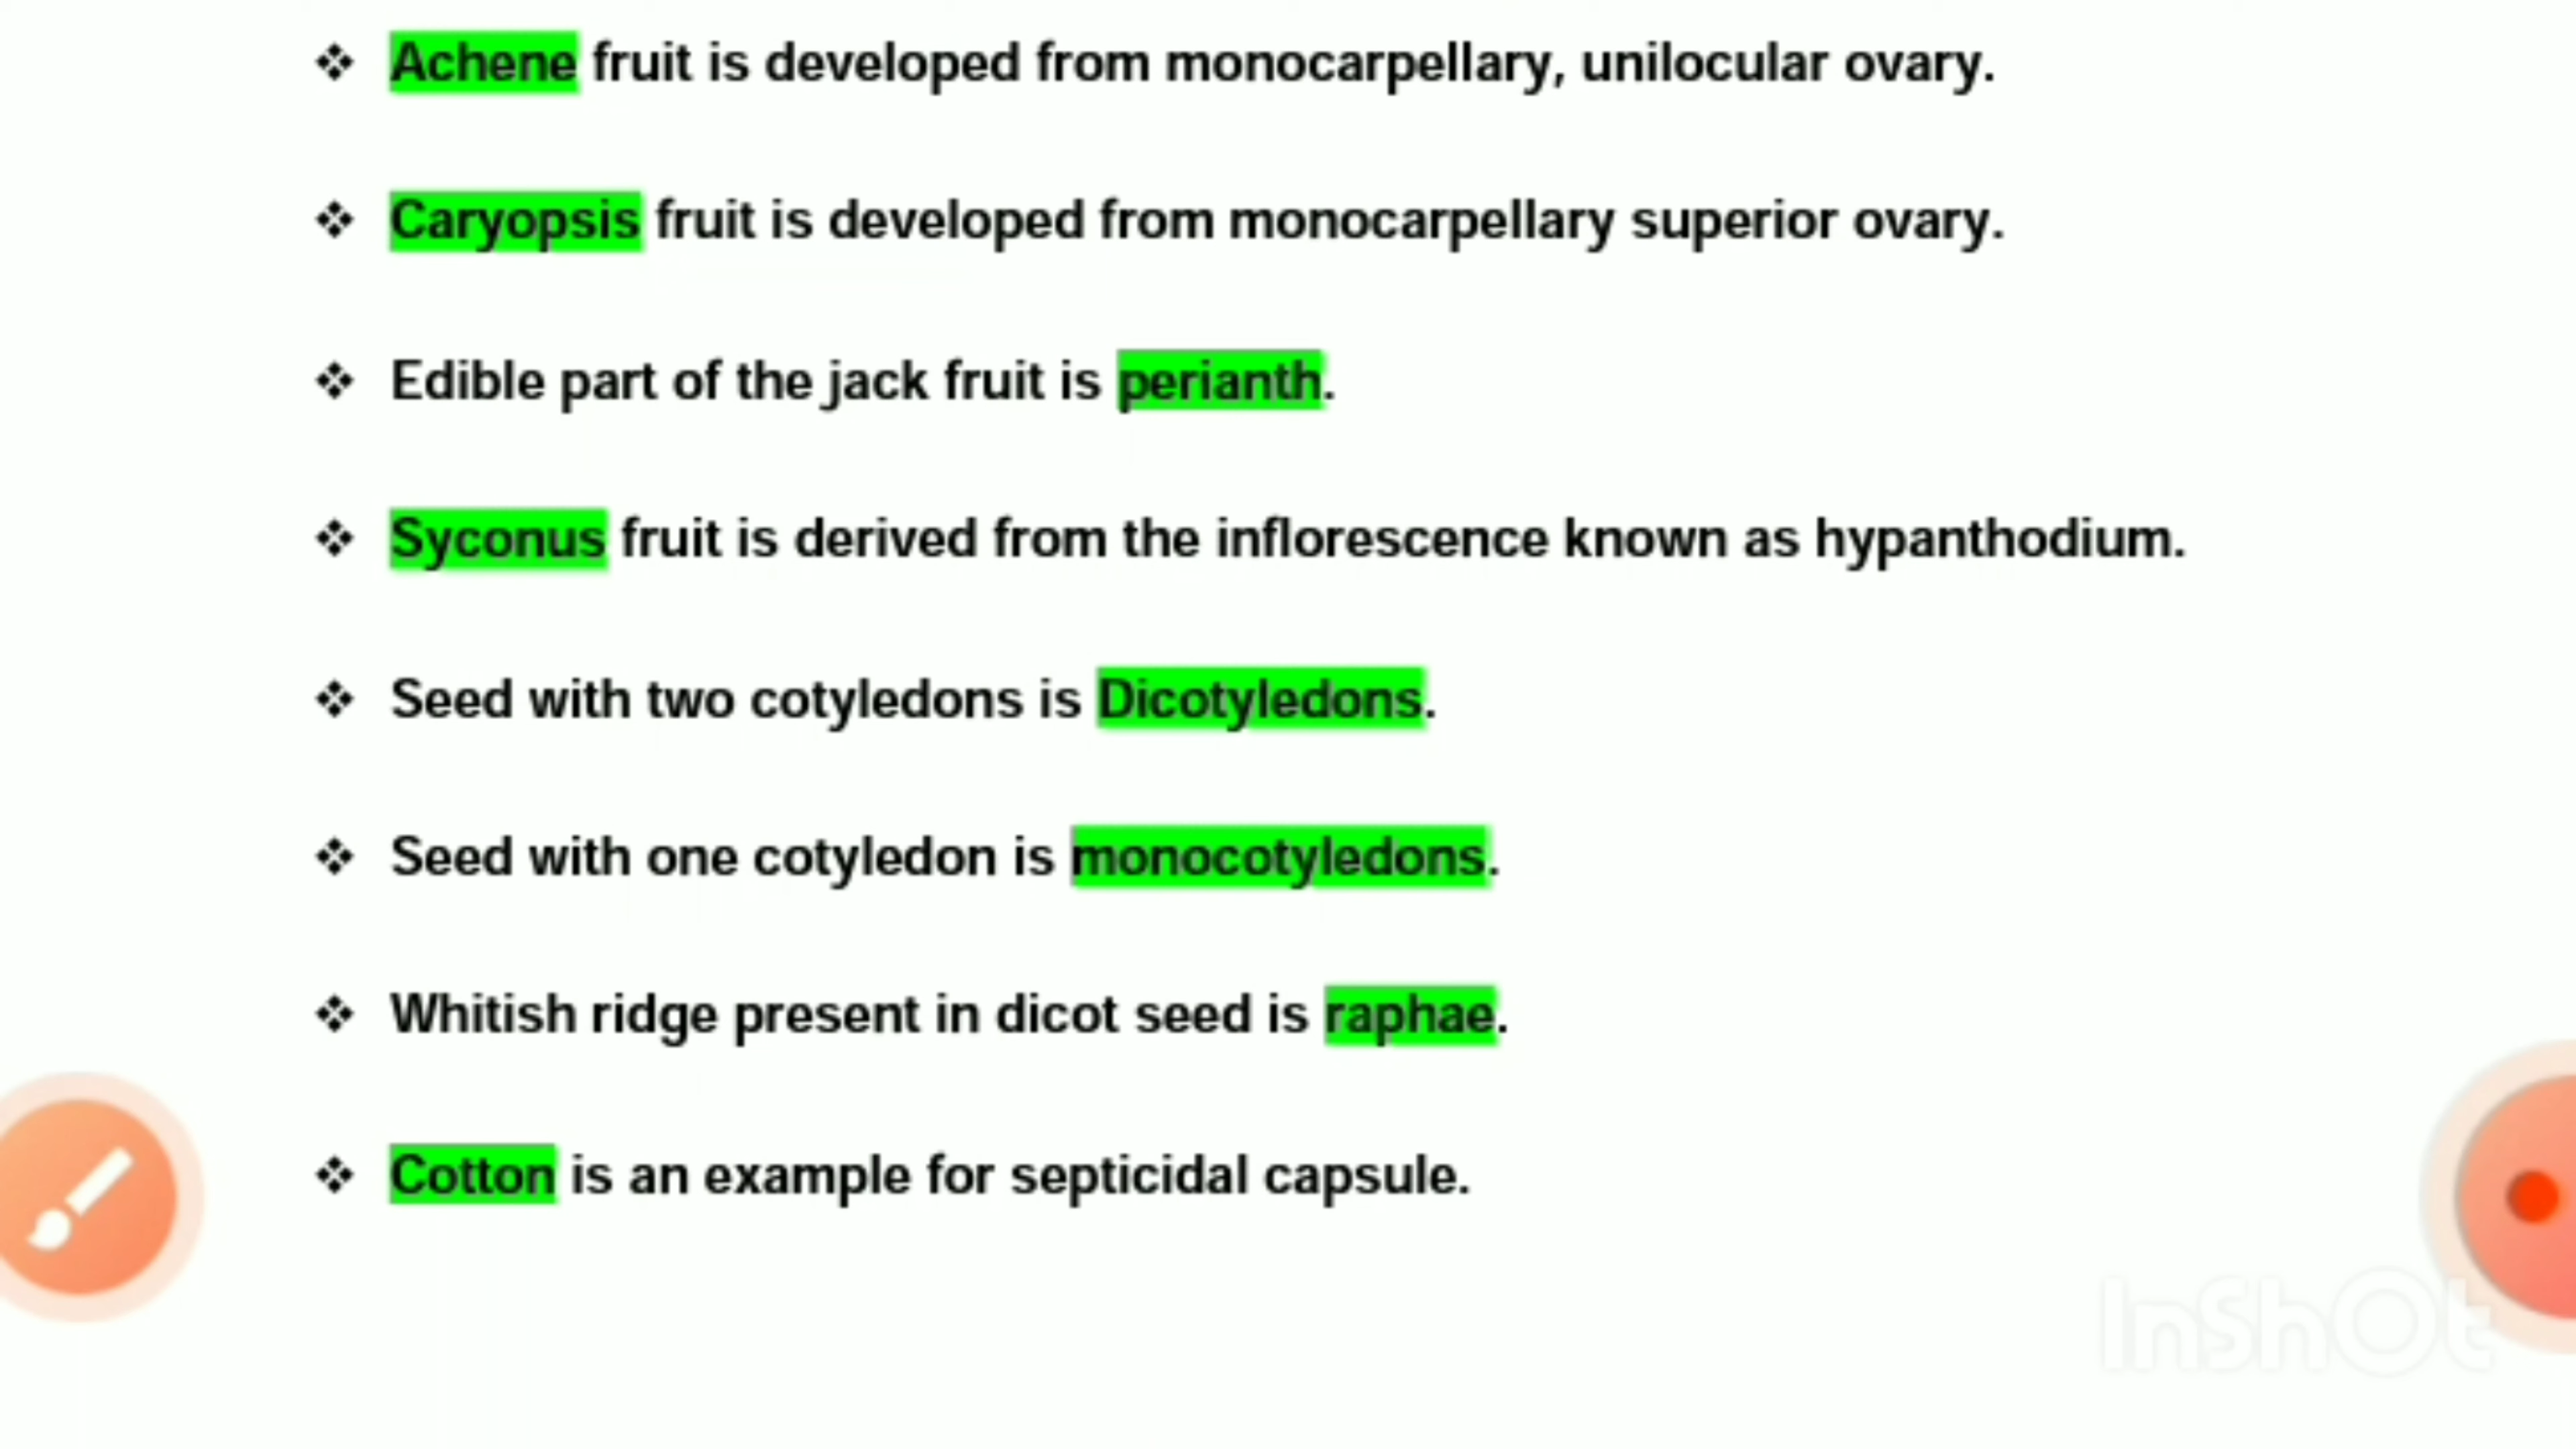 ❖ Achene fruit is developed from monocarpellary, unilocular ovary.
❖ Caryopsis fruit is developed from monocarpellary superior ovary.
❖ Edible part of the jack fruit is perianth.
❖ Syconus fruit is derived from the inflorescence known as hypanthodium.
❖ Seed with two cotyledons is Dicotyledons.
❖ Seed with one cotyledon is monocotyledons.
❖ Whitish ridge present in dicot seed is raphae.
❖ Cotton is an example for septicidal capsule.
InShOt